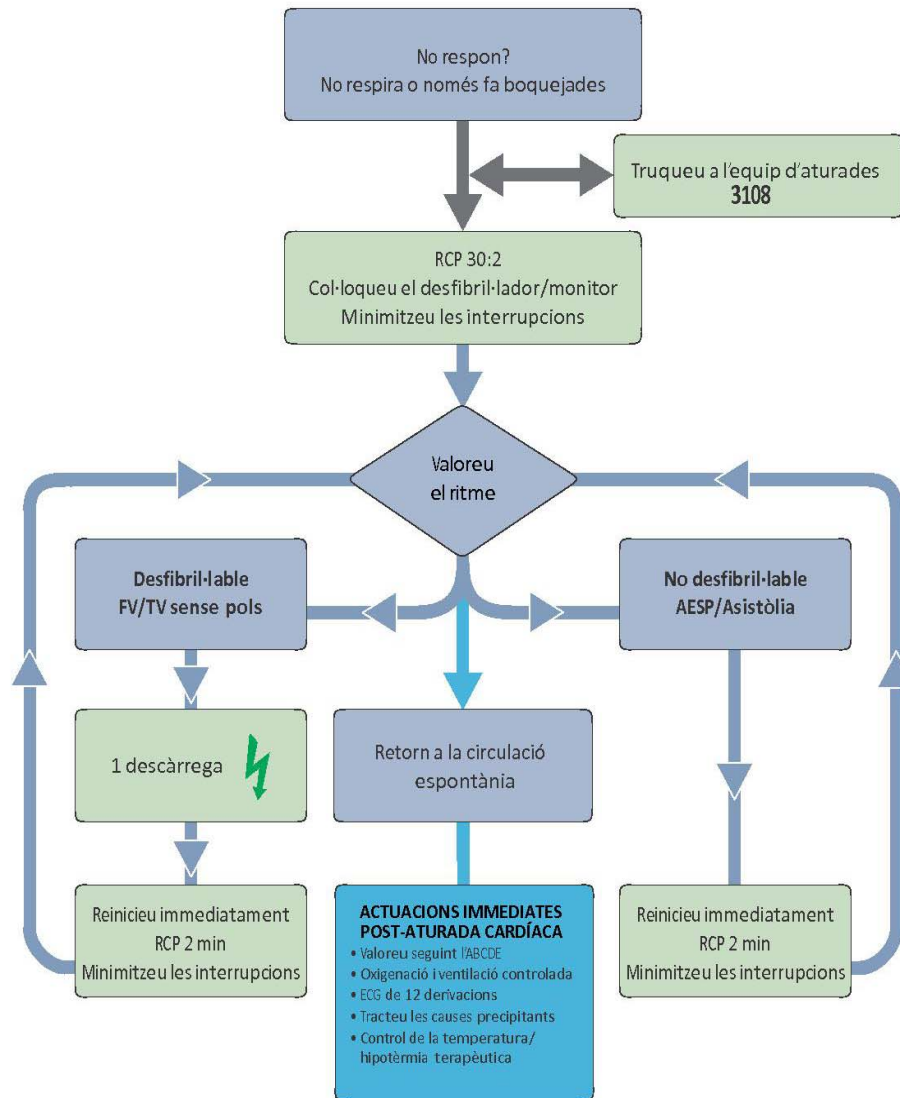 No respon?
No respira o només fa boquejades
Truqueu a l'equip d'aturades
3108
RCP 30:2
Col·loqueu el desfibril·lador/monitor
Minimitzeu les interrupcions
Valoreu
el ritme
Desfibril·lable
FV/TV sense pols
No desfibril·lable
AESP/Asistòlia
1 descàrrega
Retorn a la circulació
espontània
Reinicieu immediatament
RCP 2 min
Minimitzeu les interrupcions
ACTUACIONS IMMEDIATES
POST-ATURADA CARDÍACA
• Valoreu seguint l'ABCDE
• Oxigenació i ventilació controlada
• ECG de 12 derivacions
• Tracteu les causes precipitants
• Control de la temperatura/
hipotèrmia terapèutica
Reinicieu immediatament
RCP 2 min
Minimitzeu les interrupcions